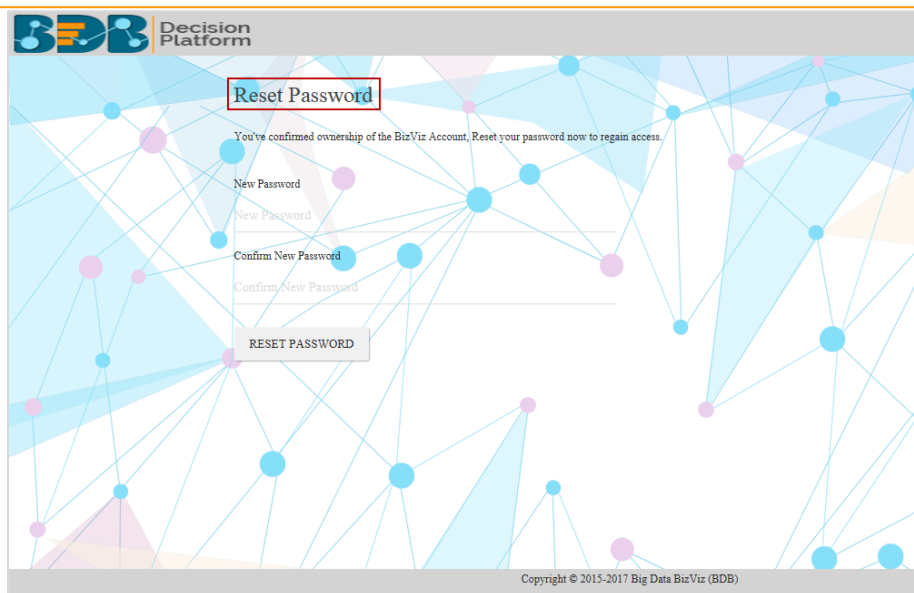 BDB Decision
Platform
Reset Password
You've confirmed ownership of the BizViz Account, Reset your password now to regain access.
New Password
New Password
Confirm New Password
Confirm New Password
RESET PASSWORD
Copyright © 2015-2017 Big Data BizViz (BDB)